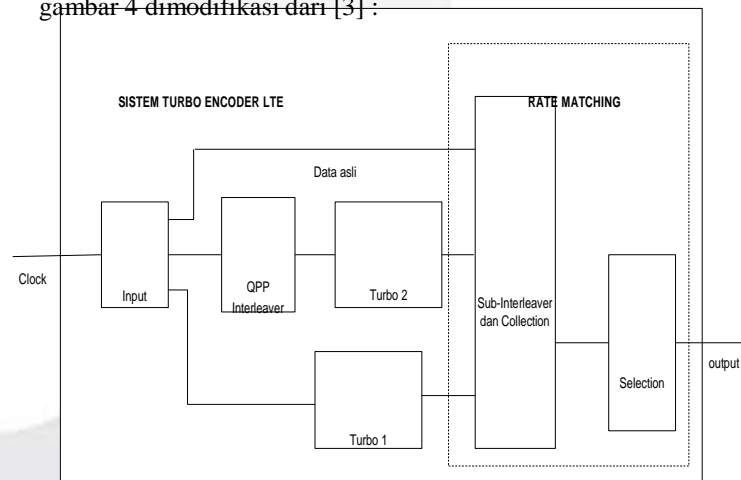 gambar 4 dimodifikasi dari [3] :
SISTEM TURBO ENCODER LTE
RATE MATCHING
Data asli
Clock
Input
QPP
Interleaver
Turbo 2
Sub-Interleaver
dan Collection
Selection
output
Turbo 1